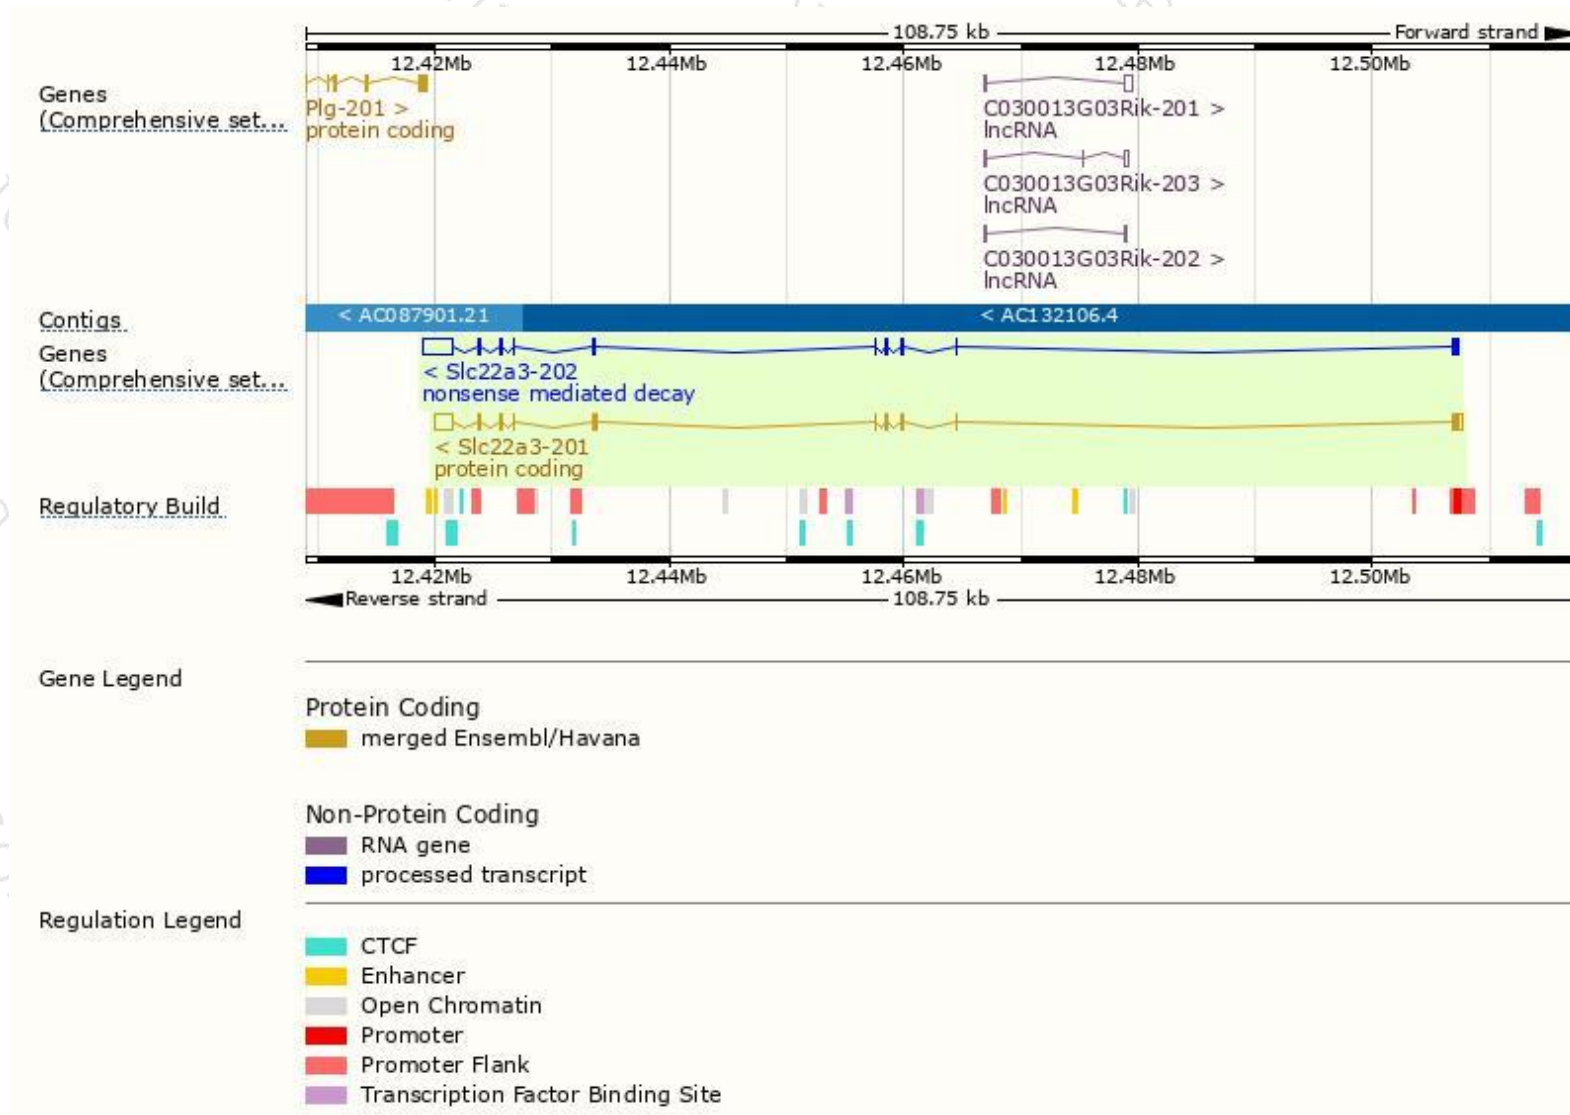 108.75 kb
Forward strand
12.42Mb 12.44Mb 12.46Mb 12.48Mb 12.50Mb
Genes
(Comprehensive set...
Plg-201 >
protein coding
C030013G03Rik-201 >
lncRNA
C030013G03Rik-203 >
lncRNA
C030013G03Rik-202 >
lncRNA
Contigs
< AC087901.21
< AC132106.4
Genes
(Comprehensive set...
< Slc22a3-202
nonsense mediated decay
< Slc22a3-201
protein coding
Regulatory Build
12.42Mb 12.44Mb 12.46Mb 12.48Mb 12.50Mb
Reverse strand
108.75 kb
Gene Legend
Protein Coding
merged Ensembl/Havana
Non-Protein Coding
RNA gene
processed transcript
Regulation Legend
CTCF
Enhancer
Open Chromatin
Promoter
Promoter Flank
Transcription Factor Binding Site